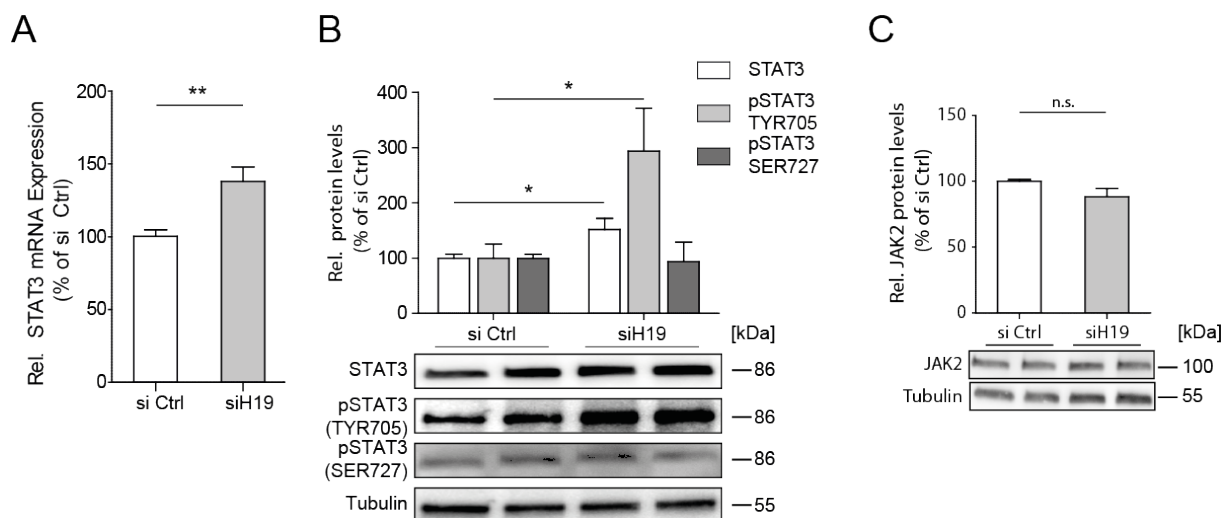 A
Rel. STAT3 mRNA Expression
(% of si Ctrl)
200
150
100
50
0
**
si Ctrl
siH19
B
Rel. protein levels
(% of si Ctrl)
400
300
200
100
0
*
*
STAT3
pSTAT3
TYR705
pSTAT3
SER727
si Ctrl
siH19
[kDa]
STAT3
86
pSTAT3
(TYR705)
86
pSTAT3
(SER727)
86
Tubulin
55
C
Rel. JAK2 protein levels
(% of si Ctrl)
150
100
50
0
n.s.
si Ctrl
siH19
[kDa]
JAK2
100
Tubulin
55